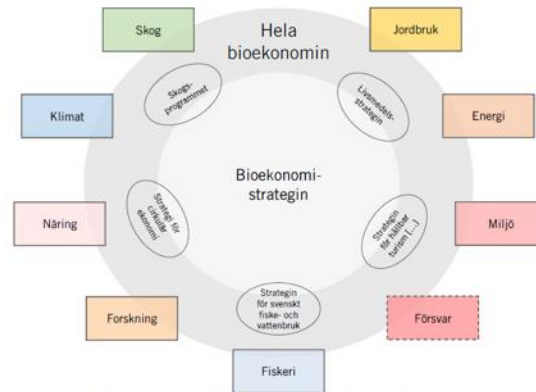 Hela
bioekonomin
Skog
Jordbruk
Skogs-
programmet
Livsmedels-
strategin
Klimat
Energi
Bioekonomi-
strategin
Strategi för
cirkulär
ekonomi
Strategin
för hållbar
turism [...]
Näring
Miljö
Strategin
för svenskt
fiske- och
vattenbruk
Forskning
Försvar
Fiskeri